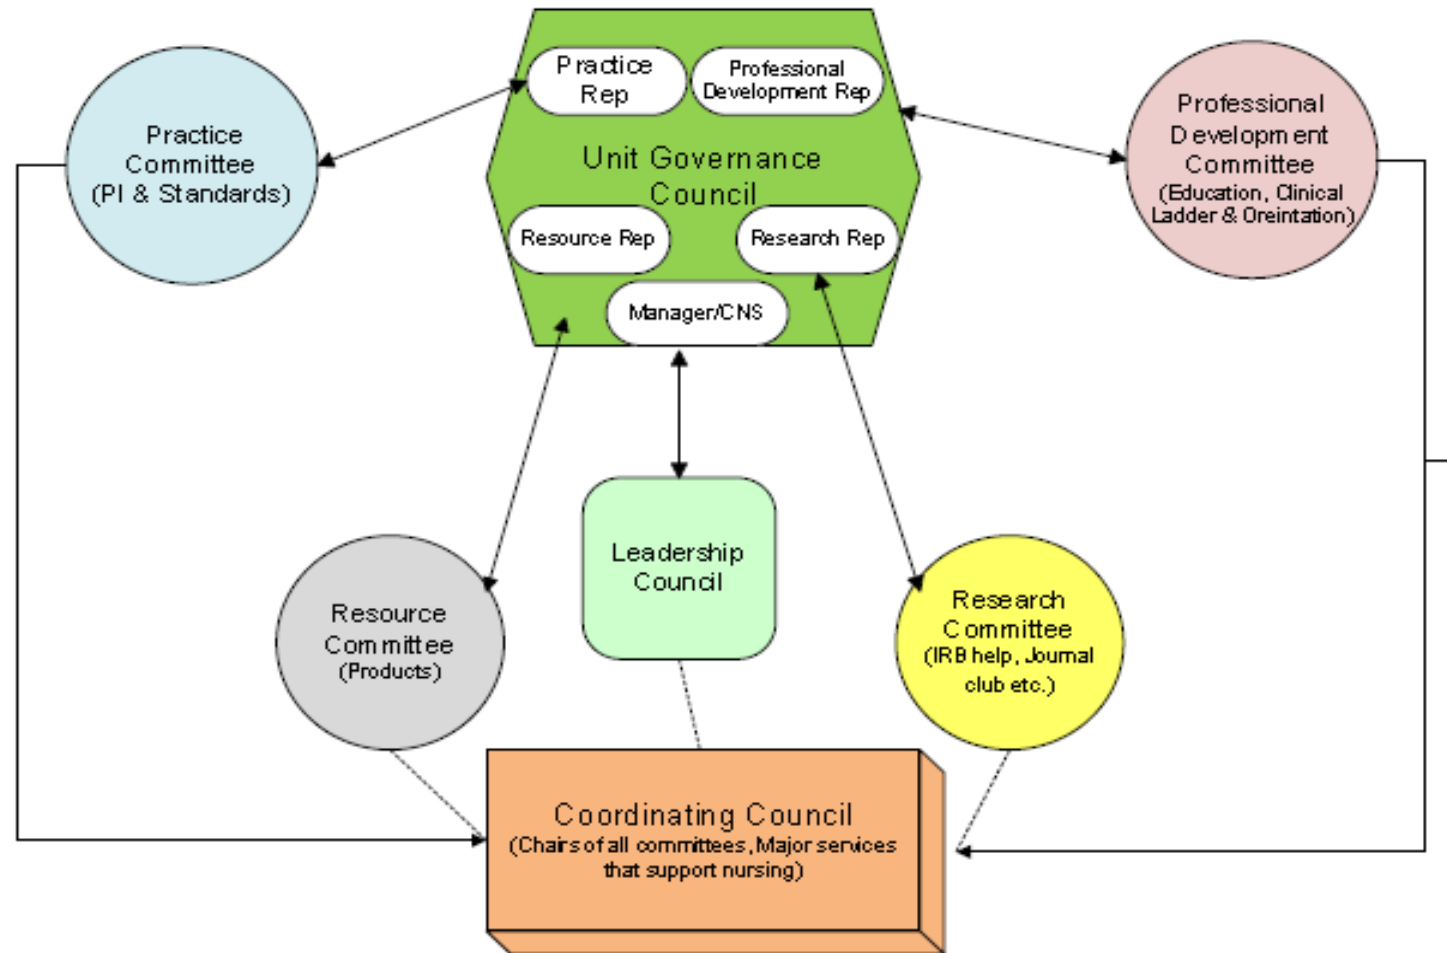 Practice
Rep
Professional
Development Rep
Unit Governance
Council
Resource Rep
Research Rep
Manager/CNS
Practice
Committee
(PI & Standards)
Professional
Development
Committee
(Education, Clinical
Ladder & Oreintation)
Leadership
Council
Resource
Committee
(Products)
Research
Committee
(IRB help, Journal
club etc.)
Coordinating Council
(Chairs of all committees, Major services
that support nursing)